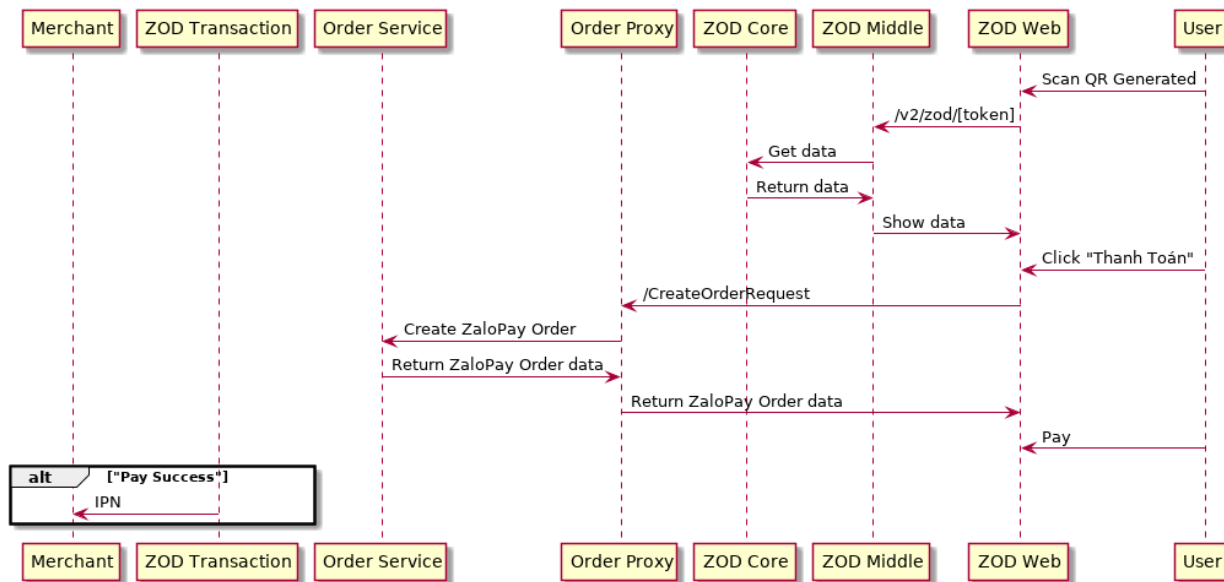 Merchant
ZOD Transaction
Order Service
Order Proxy
ZOD Core
ZOD Middle
ZOD Web
User
Scan QR Generated
/v2/zod/[token]
Get data
Return data
Show data
Click "Thanh Toán"
/CreateOrderRequest
Create ZaloPay Order
Return ZaloPay Order data
Return ZaloPay Order data
Pay
alt ["Pay Success"]
IPN
Merchant
ZOD Transaction
Order Service
Order Proxy
ZOD Core
ZOD Middle
ZOD Web
User